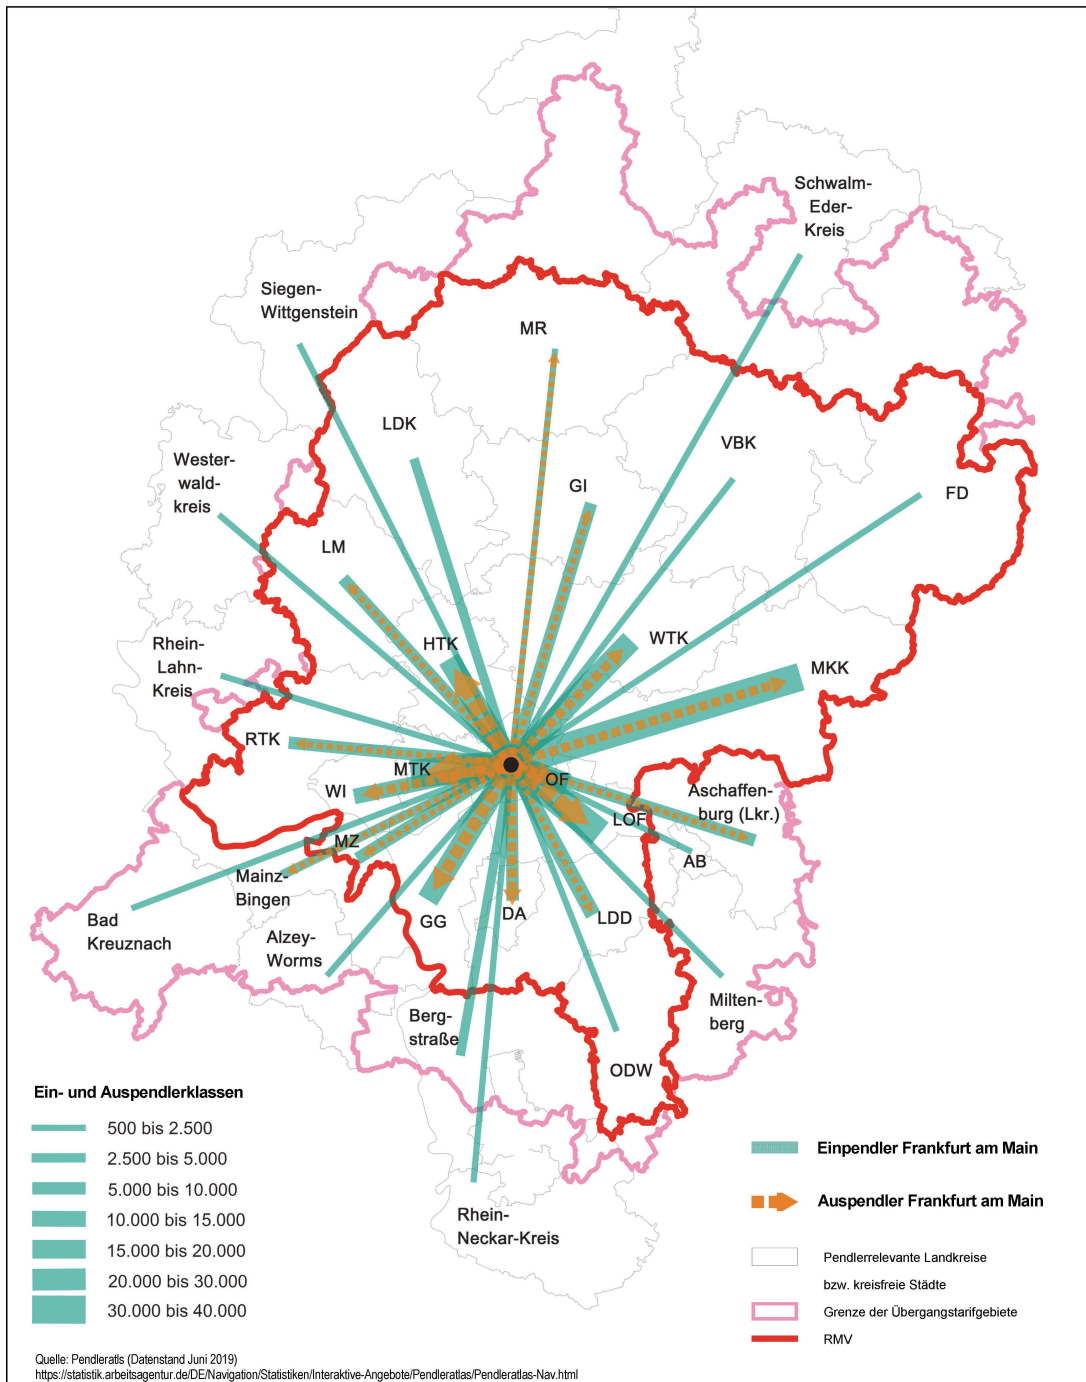 Schwalm-
Eder-
Kreis
Siegen-
Wittgenstein
MR
LDK
VBK
Wester-
wald-
kreis
GI
FD
LM
HTK
WTK
Rhein-
Lahn-
Kreis
MKK
RTK
MTK
OF
WI
Aschaffen-
burg (Lkr.)
LOF
MZ
AB
Mainz-
Bingen
Bad
Kreuznach
GG
DA
LDD
Alzey-
Worms
Milten-
berg
Berg-
straße
ODW
Rhein-
Neckar-Kreis
Ein- und Auspendlerklassen
500 bis 2.500
2.500 bis 5.000
5.000 bis 10.000
10.000 bis 15.000
15.000 bis 20.000
20.000 bis 30.000
30.000 bis 40.000
Einpendler Frankfurt am Main
Auspendler Frankfurt am Main
Pendlerrelevante Landkreise
bzw. kreisfreie Städte
Grenze der Übergangstarifgebiete
RMV
Quelle: Pendleratls (Datenstand Juni 2019)
https://statistik.arbeitsagentur.de/DE/Navigation/Statistiken/Interaktive-Angebote/Pendleratlas/Pendleratlas-Nav.html